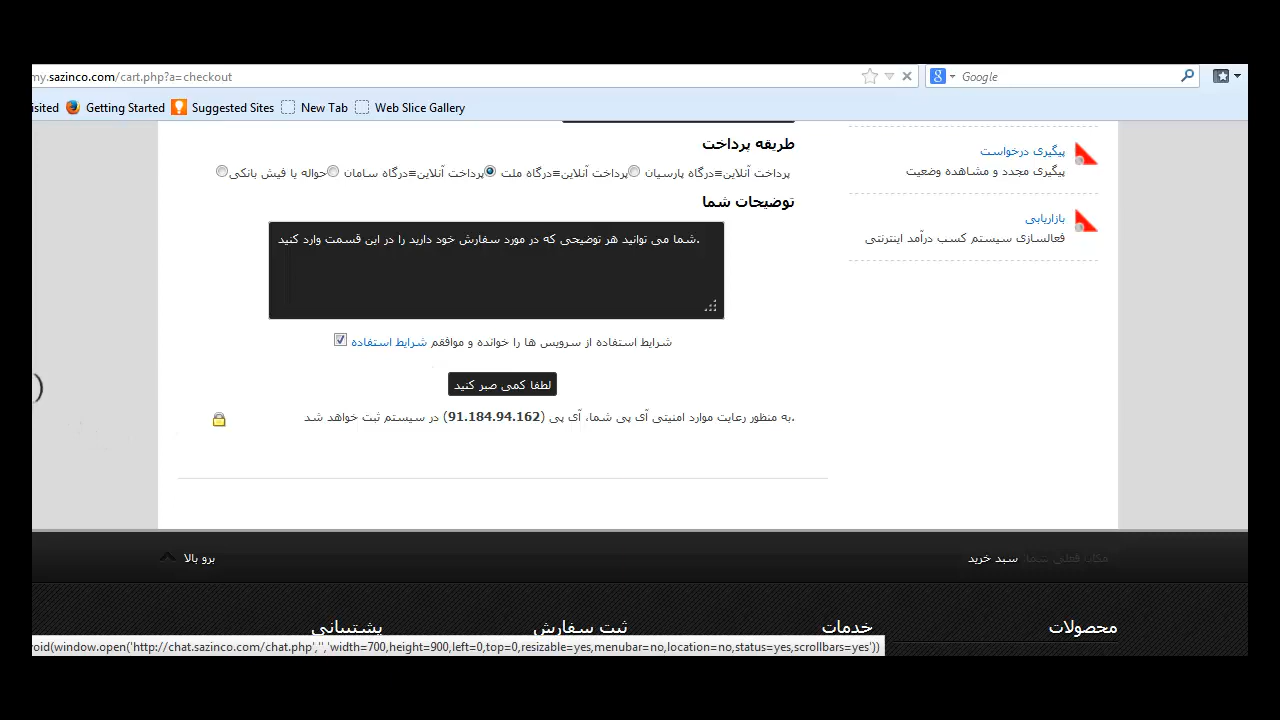 my.sazinco.com/cart.php?a=checkout
Google
isited Getting Started Suggested Sites New Tab Web Slice Gallery
طریقه پرداخت
پرداخت آنلاین≡درگاه پارسیان پرداخت آنلاین≡درگاه ملت پرداخت آنلاین≡درگاه سامان حواله یا فیش بانکی
توضیحات شما
شما می توانید هر توضیحی که در مورد سفارش خود دارید را در این قسمت وارد کنید.
شرایط استفاده از سرویس ها را خوانده و موافقم شرایط استفاده
لطفا کمی صبر کنید
به منظور رعایت موارد امنیتی آی پی شما، آی پی (91.184.94.162) در سیستم ثبت خواهد شد.
پیگیری درخواست
پیگیری مجدد و مشاهده وضعیت
بازاریابی
فعالسازی سیستم کسب درآمد اینترنتی
)
مکان فعلی شما: سبد خرید
برو بالا
محصولات خدمات ثبت سفارش پشتیبانی
void(window.open('http://chat.sazinco.com/chat.php','','width=700,height=900,left=0,top=0,resizable=yes,menubar=no,location=no,status=yes,scrollbars=yes'))